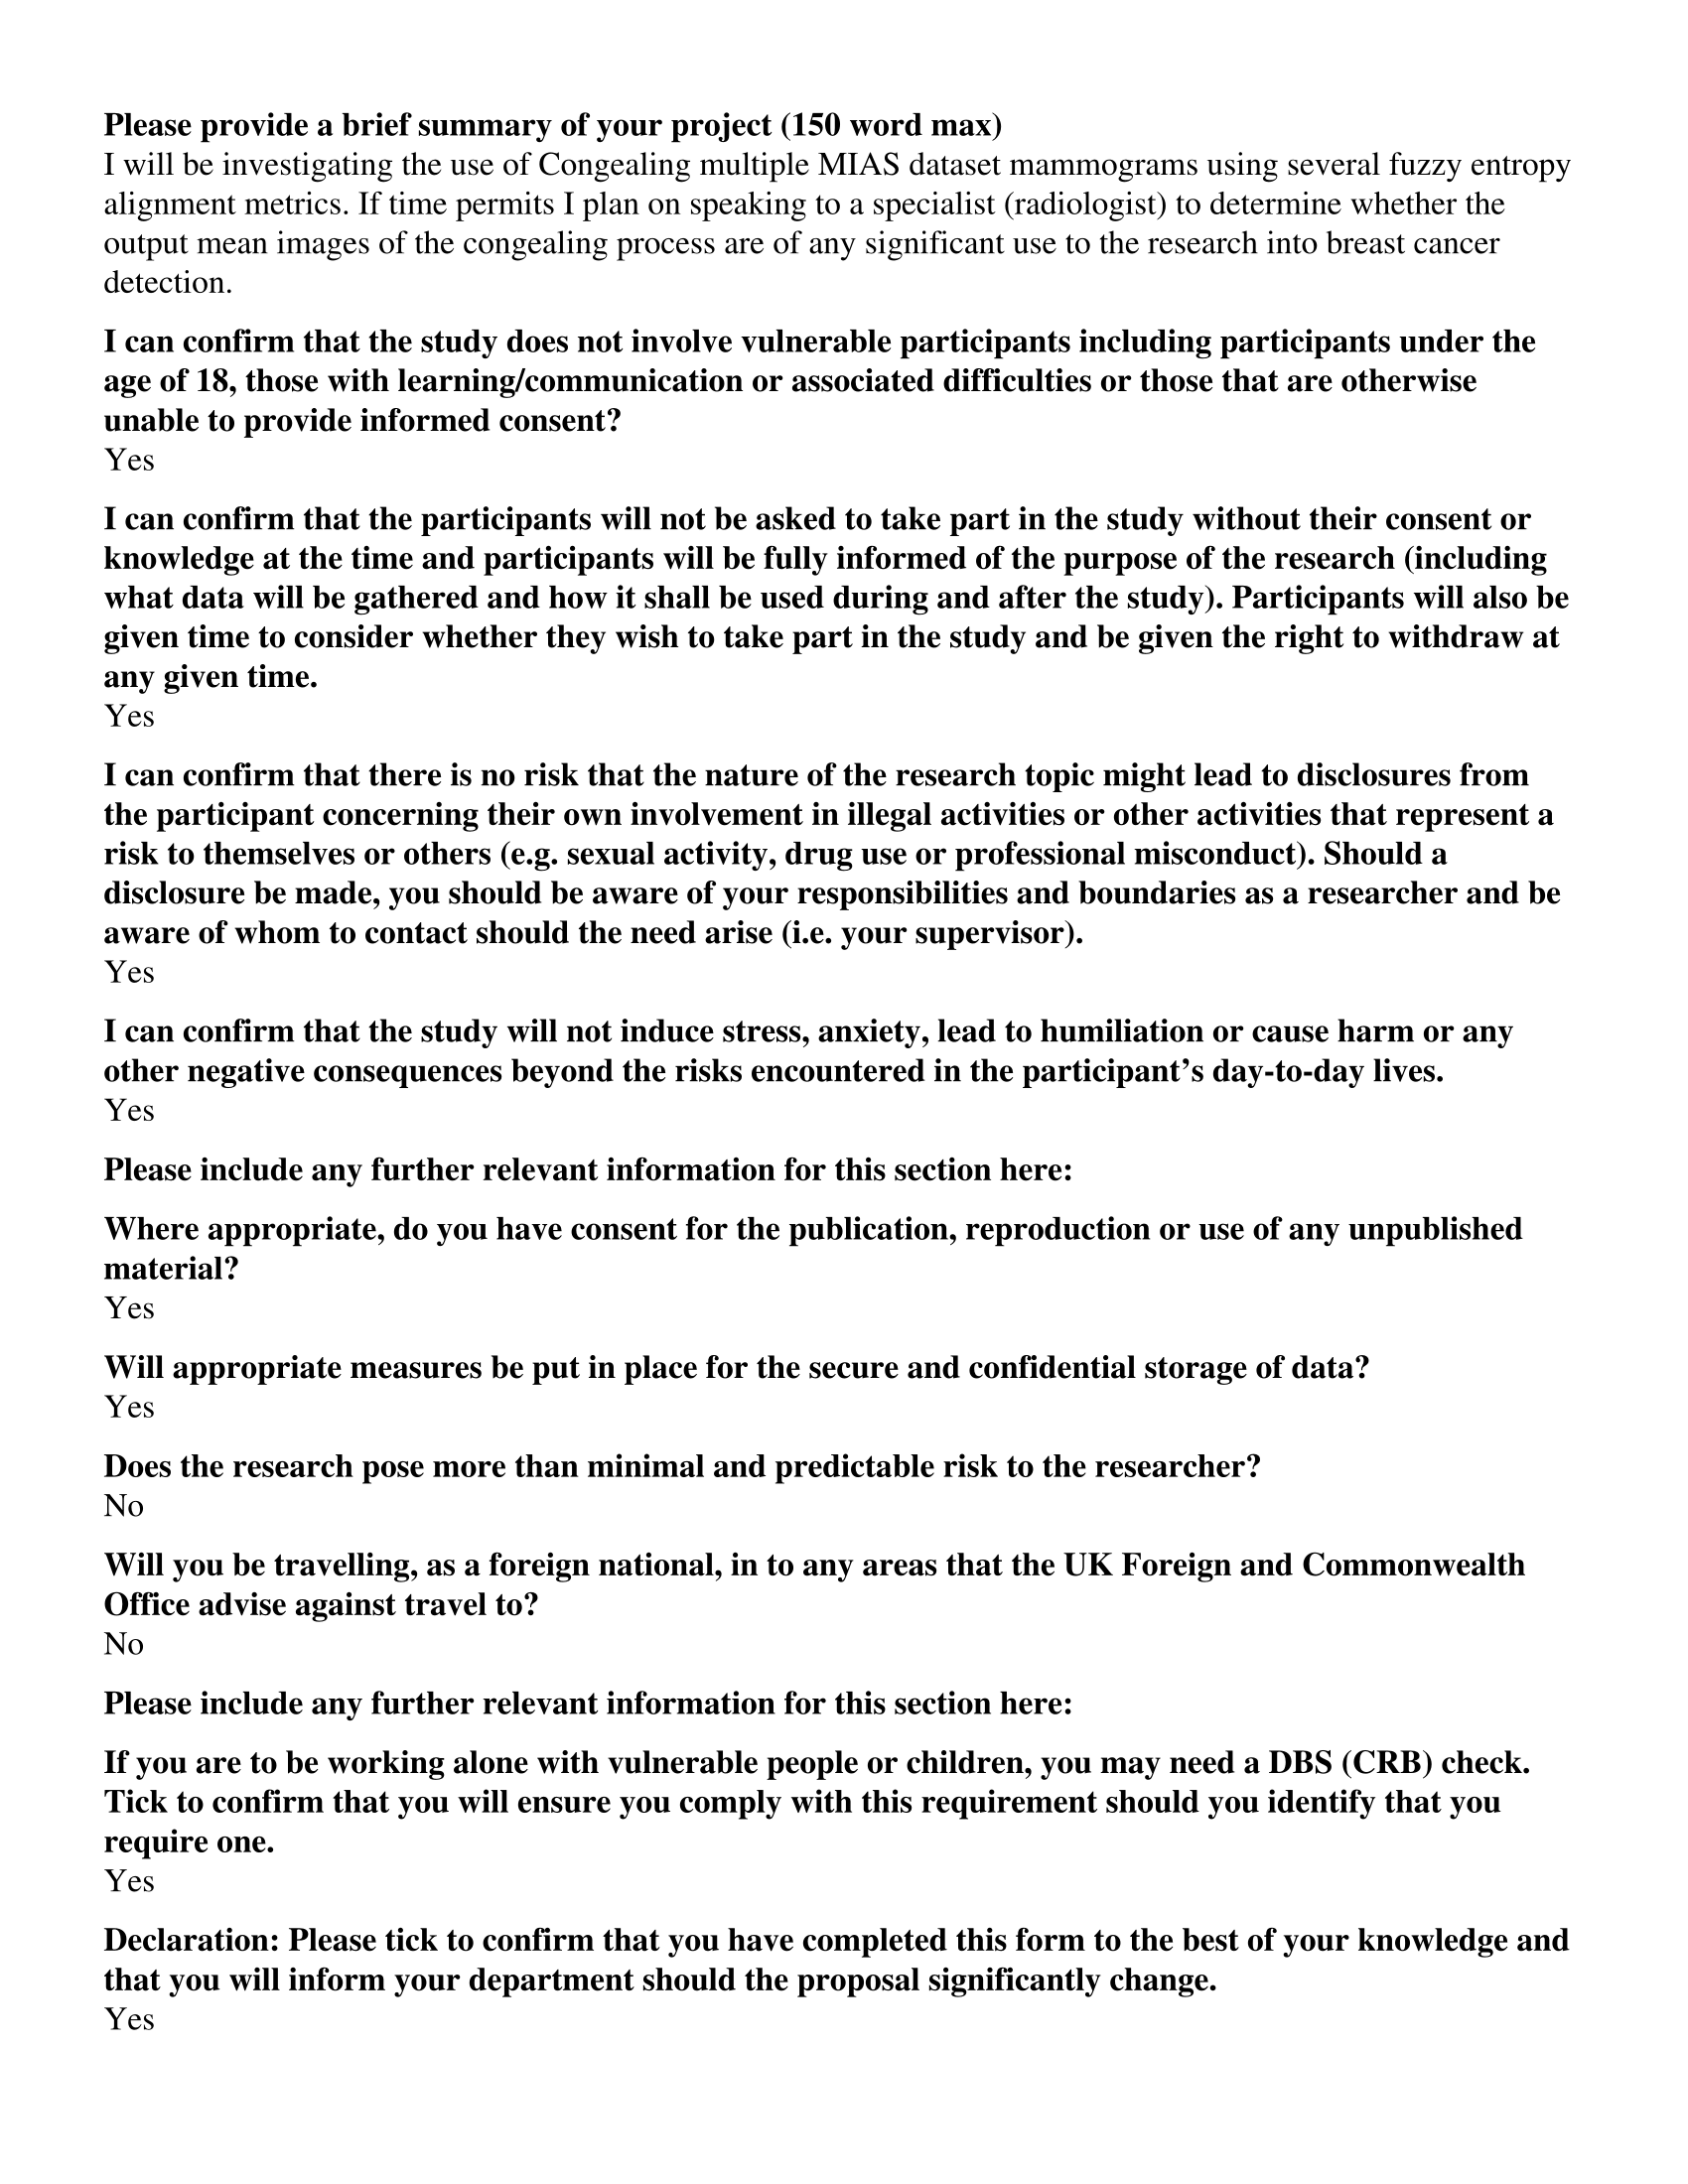 Please provide a brief summary of your project (150 word max)
I will be investigating the use of Congealing multiple MIAS dataset mammograms using several fuzzy entropy
alignment metrics. If time permits I plan on speaking to a specialist (radiologist) to determine whether the
output mean images of the congealing process are of any significant use to the research into breast cancer
detection.
I can confirm that the study does not involve vulnerable participants including participants under the
age of 18, those with learning/communication or associated difficulties or those that are otherwise
unable to provide informed consent?
Yes
I can confirm that the participants will not be asked to take part in the study without their consent or
knowledge at the time and participants will be fully informed of the purpose of the research (including
what data will be gathered and how it shall be used during and after the study). Participants will also be
given time to consider whether they wish to take part in the study and be given the right to withdraw at
any given time.
Yes
I can confirm that there is no risk that the nature of the research topic might lead to disclosures from
the participant concerning their own involvement in illegal activities or other activities that represent a
risk to themselves or others (e.g. sexual activity, drug use or professional misconduct). Should a
disclosure be made, you should be aware of your responsibilities and boundaries as a researcher and be
aware of whom to contact should the need arise (i.e. your supervisor).
Yes
I can confirm that the study will not induce stress, anxiety, lead to humiliation or cause harm or any
other negative consequences beyond the risks encountered in the participant’s day-to-day lives.
Yes
Please include any further relevant information for this section here:
Where appropriate, do you have consent for the publication, reproduction or use of any unpublished
material?
Yes
Will appropriate measures be put in place for the secure and confidential storage of data?
Yes
Does the research pose more than minimal and predictable risk to the researcher?
No
Will you be travelling, as a foreign national, in to any areas that the UK Foreign and Commonwealth
Office advise against travel to?
No
Please include any further relevant information for this section here:
If you are to be working alone with vulnerable people or children, you may need a DBS (CRB) check.
Tick to confirm that you will ensure you comply with this requirement should you identify that you
require one.
Yes
Declaration: Please tick to confirm that you have completed this form to the best of your knowledge and
that you will inform your department should the proposal significantly change.
Yes